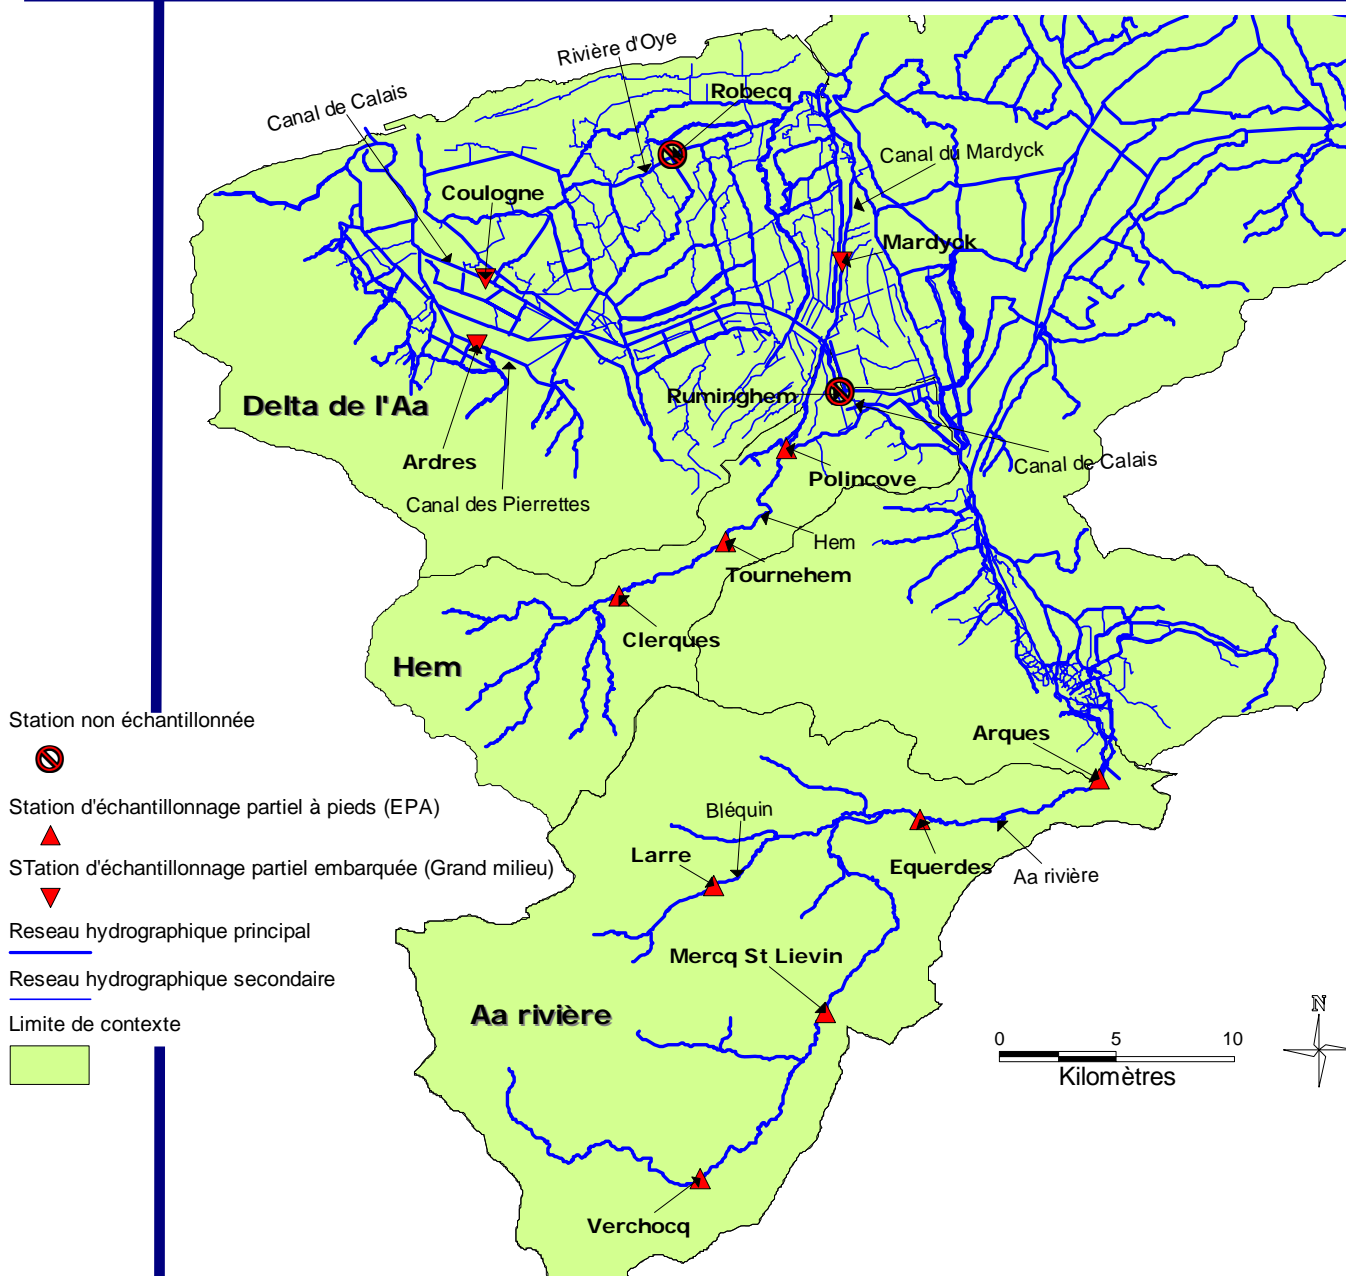 Rivière d'Oye
Robecq
Canal de Calais
Canal du Mardyck
Coulogne
Mardyck
Ruminghem
Delta de l'Aa
Ardres
Canal de Calais
Polincove
Canal des Pierrettes
Hem
Tournehem
Clerques
Hem
Station non échantillonnée
Arques
Station d'échantillonnage partiel à pieds (EPA)
Bléquin
Larre
STation d'échantillonnage partiel embarquée (Grand milieu)
Equerdes
Aa rivière
Reseau hydrographique principal
Mercq St Lievin
Reseau hydrographique secondaire
Aa rivière
Limite de contexte
N
0 5 10
Kilomètres
Verchocq